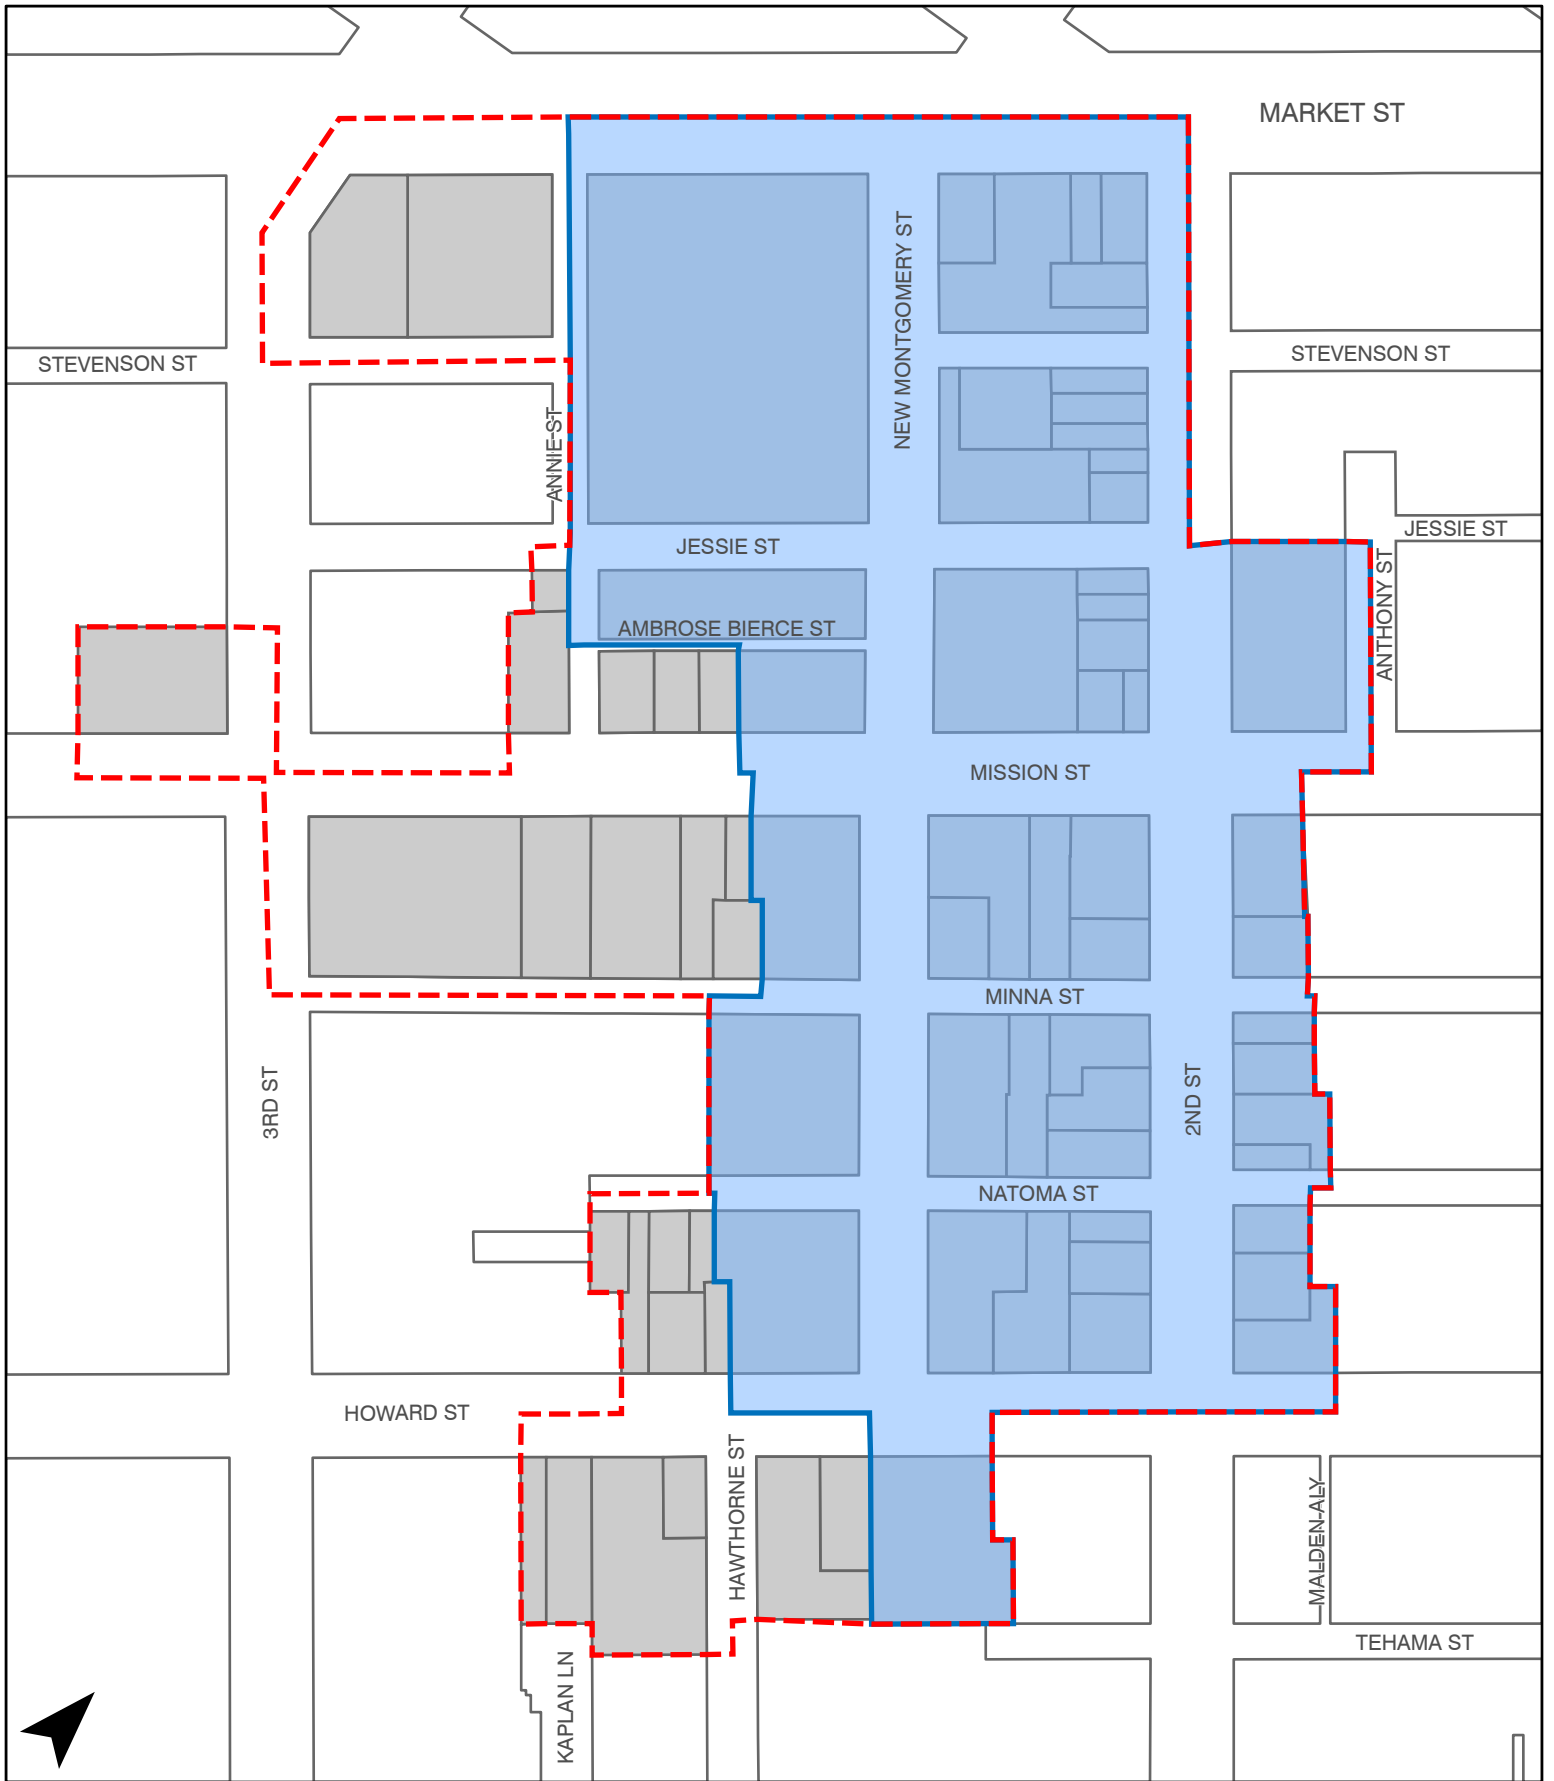 MARKET ST
NEW MONTGOMERY ST
STEVENSON ST
STEVENSON ST
ANNIE ST
JESSIE ST
JESSIE ST
ANTHONY ST
AMBROSE BIERCE ST
MISSION ST
MINNA ST
3RD ST
2ND ST
NATOMA ST
HOWARD ST
HAWTHORNE ST
MALDEN ALY
TEHAMA ST
KAPLAN LN